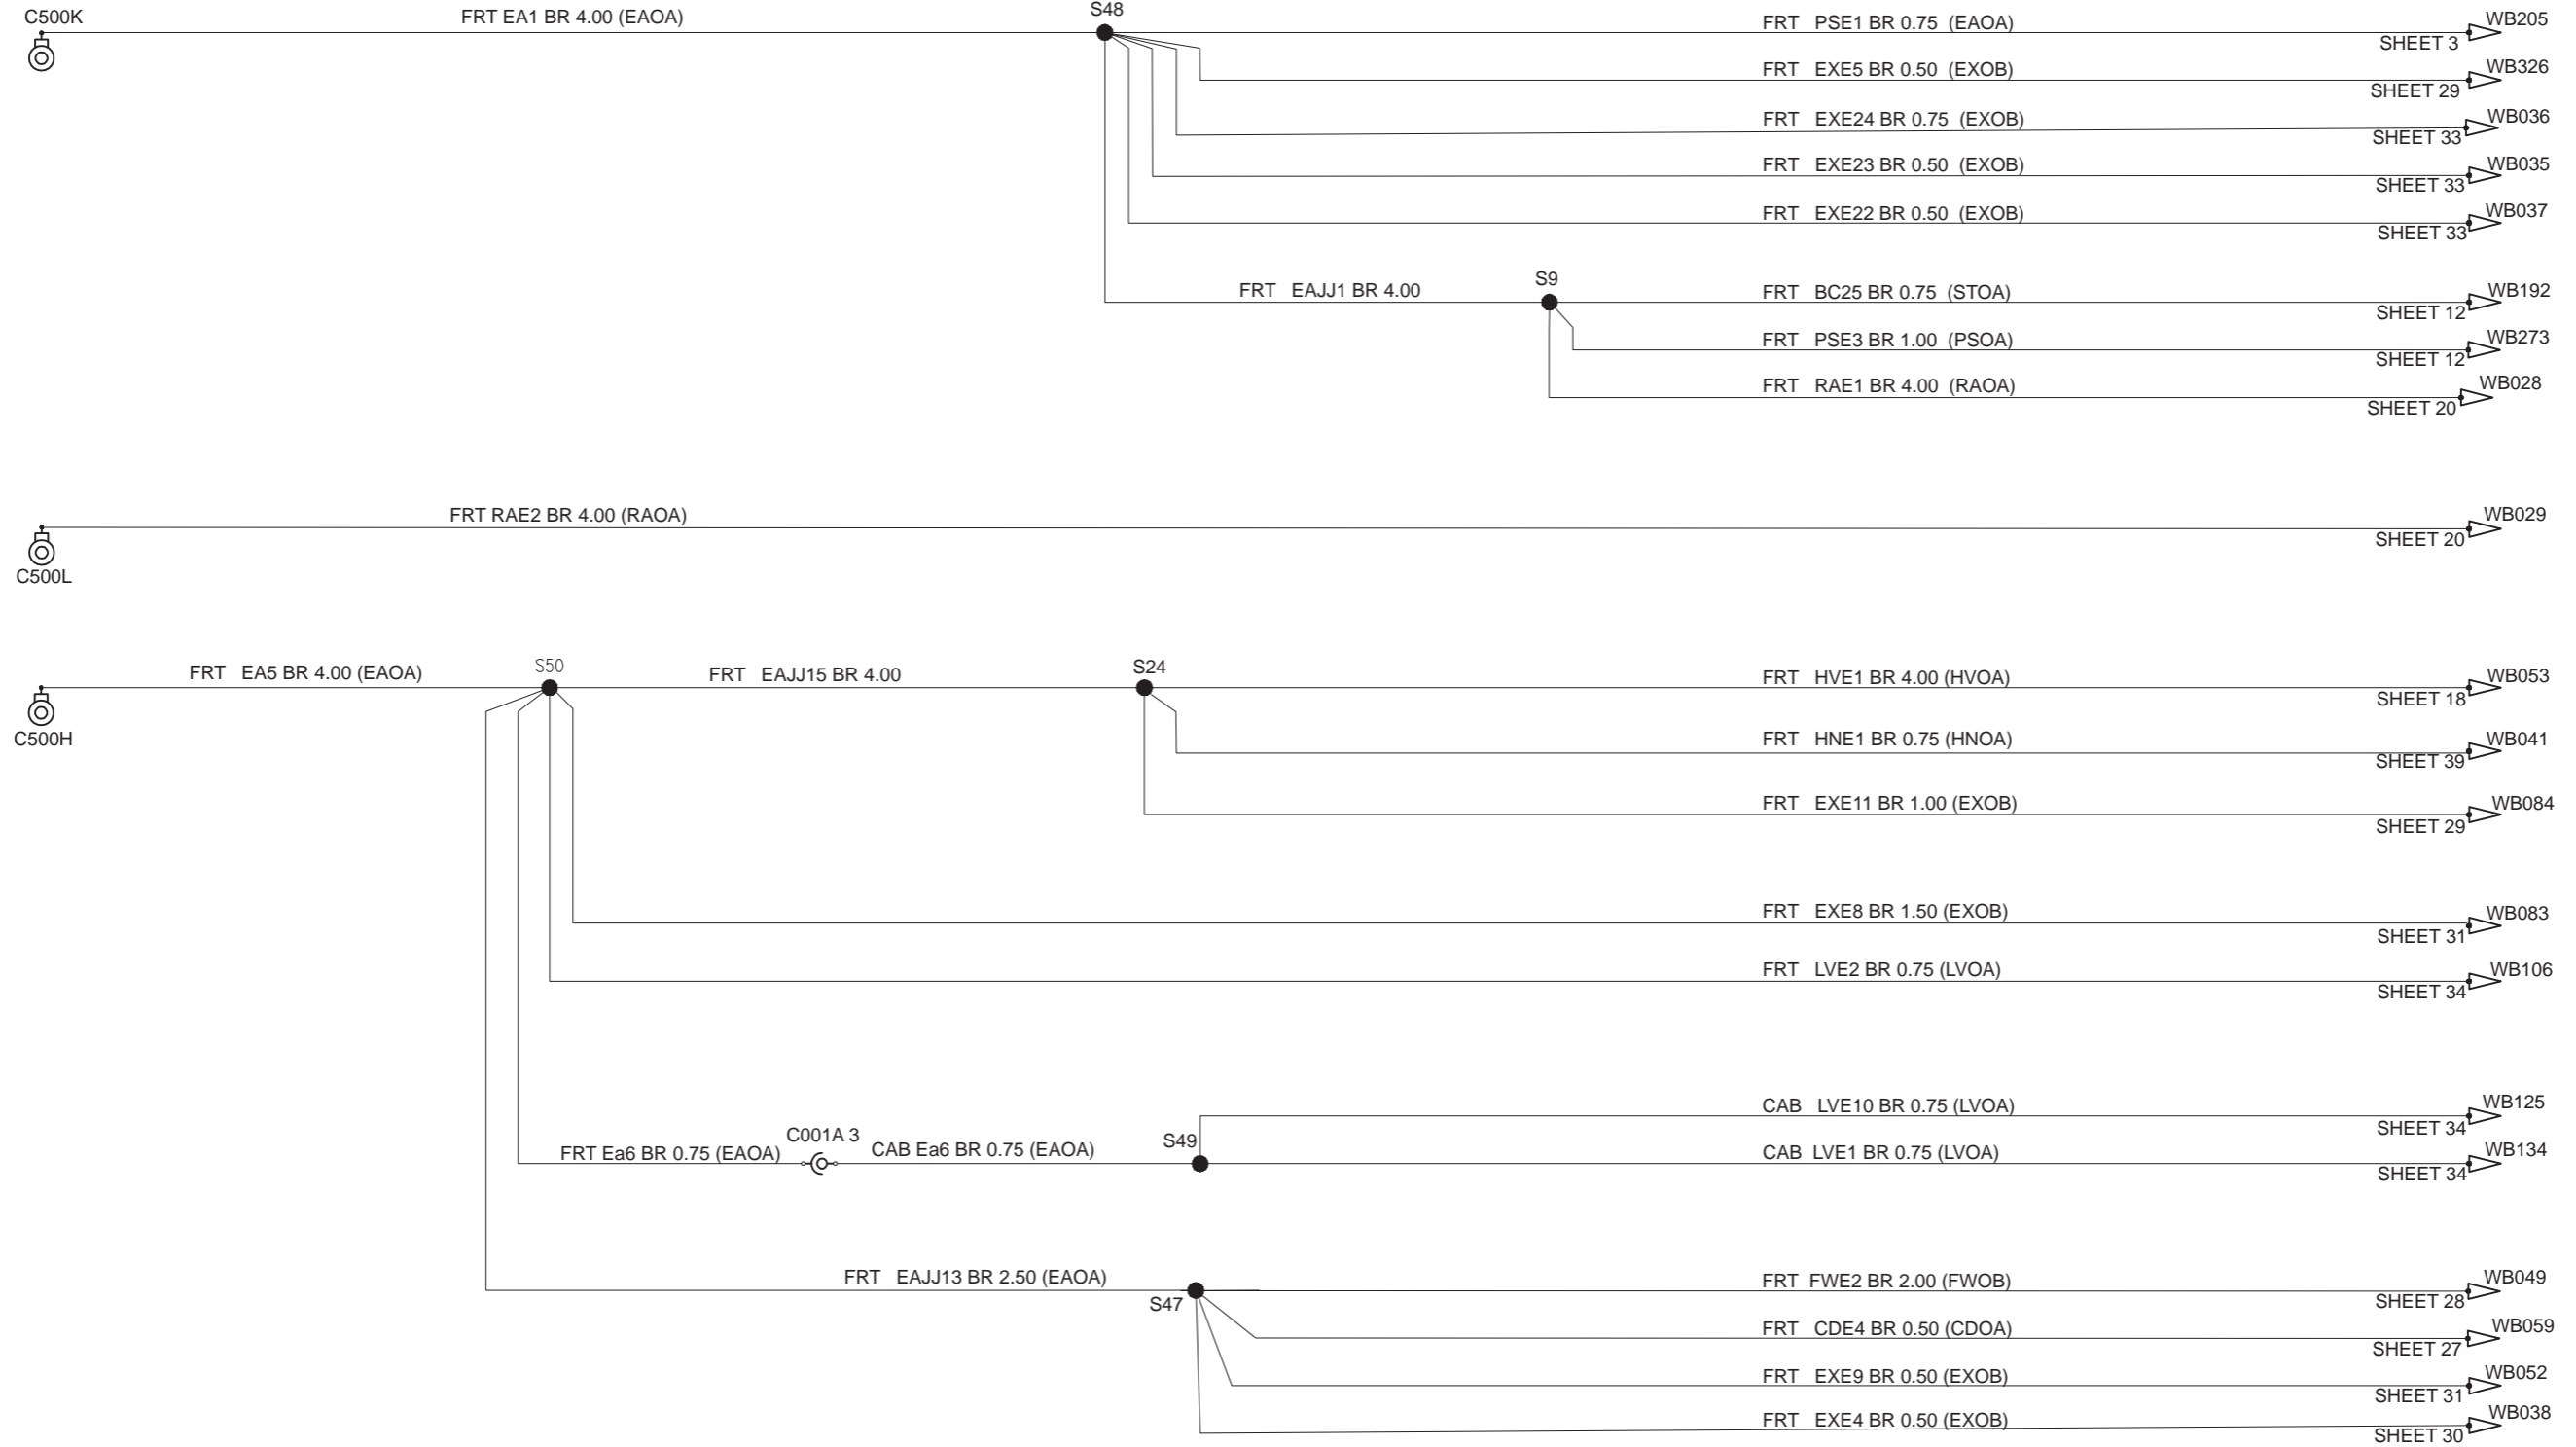 C500K
FRT EA1 BR 4.00 (EAOA)
S48
FRT PSE1 BR 0.75 (EAOA)
WB205
SHEET 3
FRT EXE5 BR 0.50 (EXOB)
WB326
SHEET 29
FRT EXE24 BR 0.75 (EXOB)
WB036
SHEET 33
FRT EXE23 BR 0.50 (EXOB)
WB035
SHEET 33
FRT EXE22 BR 0.50 (EXOB)
WB037
SHEET 33
FRT EAJJ1 BR 4.00
S9
FRT BC25 BR 0.75 (STOA)
WB192
SHEET 12
FRT PSE3 BR 1.00 (PSOA)
WB273
SHEET 12
FRT RAE1 BR 4.00 (RAOA)
WB028
SHEET 20
FRT RAE2 BR 4.00 (RAOA)
WB029
SHEET 20
C500L
FRT EA5 BR 4.00 (EAOA)
S50
FRT EAJJ15 BR 4.00
S24
FRT HVE1 BR 4.00 (HVOA)
WB053
SHEET 18
C500H
FRT HNE1 BR 0.75 (HNOA)
WB041
SHEET 39
FRT EXE11 BR 1.00 (EXOB)
WB084
SHEET 29
FRT EXE8 BR 1.50 (EXOB)
WB083
SHEET 31
FRT LVE2 BR 0.75 (LVOA)
WB106
SHEET 34
CAB LVE10 BR 0.75 (LVOA)
WB125
SHEET 34
FRT Ea6 BR 0.75 (EAOA)
C001A 3
CAB Ea6 BR 0.75 (EAOA)
S49
CAB LVE1 BR 0.75 (LVOA)
WB134
SHEET 34
FRT EAJJ13 BR 2.50 (EAOA)
S47
FRT FWE2 BR 2.00 (FWOB)
WB049
SHEET 28
FRT CDE4 BR 0.50 (CDOA)
WB059
SHEET 27
FRT EXE9 BR 0.50 (EXOB)
WB052
SHEET 31
FRT EXE4 BR 0.50 (EXOB)
WB038
SHEET 30